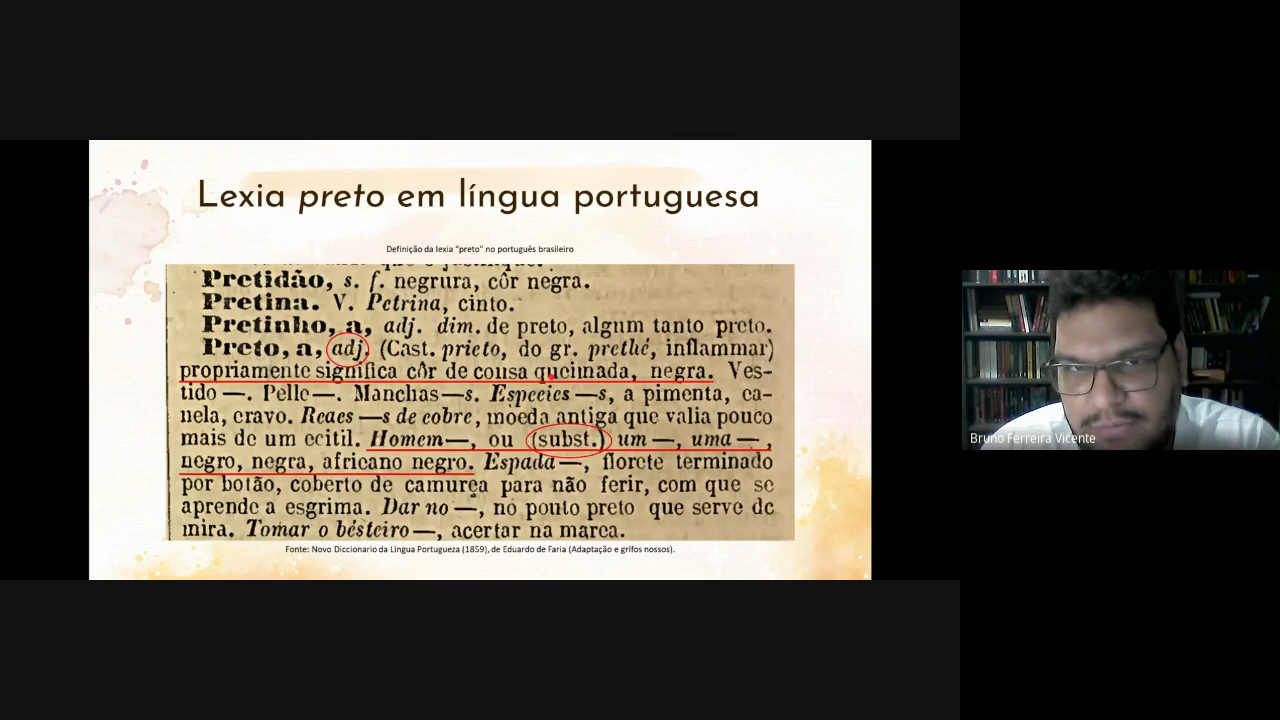 Lexia preto em língua portuguesa
Definição da lexia "preto" no português brasileiro
Pretidão, s. f. negrura, côr negra.
Pretina. V. Petrina, cinto.
Pretinho, a, adj. dim. de preto, algum tanto preto.
Preto, a, adj. (Cast. prieto, do gr. prethé, inflammar)
propriamente significa côr de cousa queimada, negra. Ves-
tido —. Pelle—. Manchas—s. Especies —s, a pimenta, ca-
nela, cravo. Reaes —s de cobre, moeda antiga que valia pouco
mais de um ceitil. Homem—, ou (subst.) um —, uma — ,
negro, negra, africano negro. Espada —, florete terminado
por botão, coberto de camurça para não ferir, com que se
aprende a esgrima. Dar no —, no ponto preto que serve de
mira. Tomar o bésteiro —, acertar na marca.
Fonte: Novo Diccionario da Lingua Portugueza (1859), de Eduardo de Faria (Adaptação e grifos nossos).
Bruno Ferreira Vicente